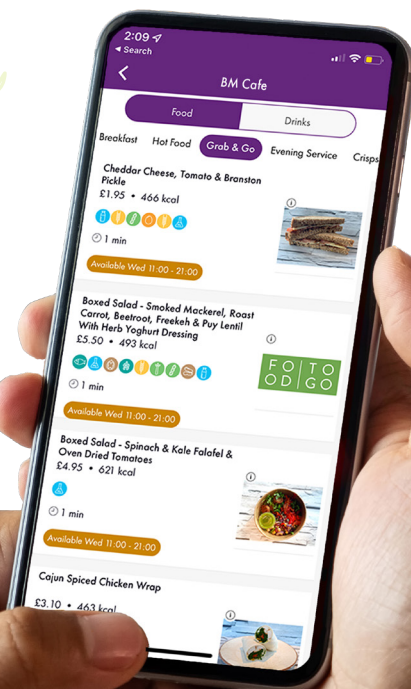 2:09
Search
BM Cafe
Food
Drinks
Breakfast
Hot Food
Grab & Go
Evening Service
Crisps
Cheddar Cheese, Tomato & Branston
Pickle
£1.95 • 466 kcal
1 min
Available Wed 11:00 - 21:00
Boxed Salad - Smoked Mackerel, Roast
Carrot, Beetroot, Freekeh & Puy Lentil
With Herb Yoghurt Dressing
£5.50 • 493 kcal
FO TO
OD GO
1 min
Available Wed 11:00 - 21:00
Boxed Salad - Spinach & Kale Falafel &
Oven Dried Tomatoes
£4.95 • 621 kcal
1 min
Available Wed 11:00 - 21:00
Cajun Spiced Chicken Wrap
£3.10 • 463 kcal